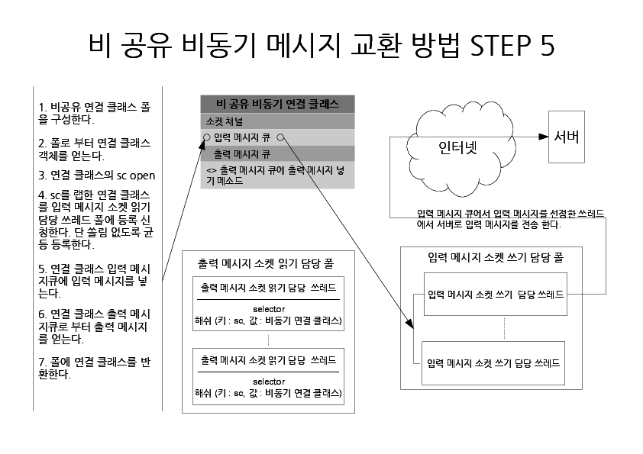 비 공유 비동기 메시지 교환 방법 STEP 5
1. 비공유 연결 클래스 폴
을 구성한다.
2. 폴로 부터 연결 클래스
객체를 얻는다.
3. 연결 클래스의 sc open
4. sc를 랩한 연결 클래스
를 입력 메시지 소켓 읽기
담당 쓰레드 폴에 등록 신
청한다. 단 쏠림 없도록 균
등 등록한다.
5. 연결 클래스 입력 메시
지큐에 입력 메시지를 넣
는다.
6. 연결 클래스 출력 메시
지큐로 부터 출력 메시지
를 얻는다.
7. 폴에 연결 클래스를 반
환한다.
비 공유 비동기 연결 클래스
소켓 채널
입력 메시지 큐
출력 메시지 큐
<> 출력 메시지 큐에 출력 메시지 넣
기 메소드
출력 메시지 소켓 읽기 담당 폴
출력 메시지 소켓 읽기 담당 쓰레드
selector
해쉬 (키 : sc, 값 : 비동기 연결 클래스)
출력 메시지 소켓 읽기 담당 쓰레드
selector
해쉬 (키 : sc, 값 : 비동기 연결 클래스)
인터넷
서버
입력 메시지 큐에서 입력 메시지를 선점한 쓰레드
에서 서버로 입력 메시지를 전송 한다.
입력 메시지 소켓 쓰기 담당 폴
입력 메시지 소켓 쓰기 담당 쓰레드
입력 메시지 소켓 쓰기 담당 쓰레드